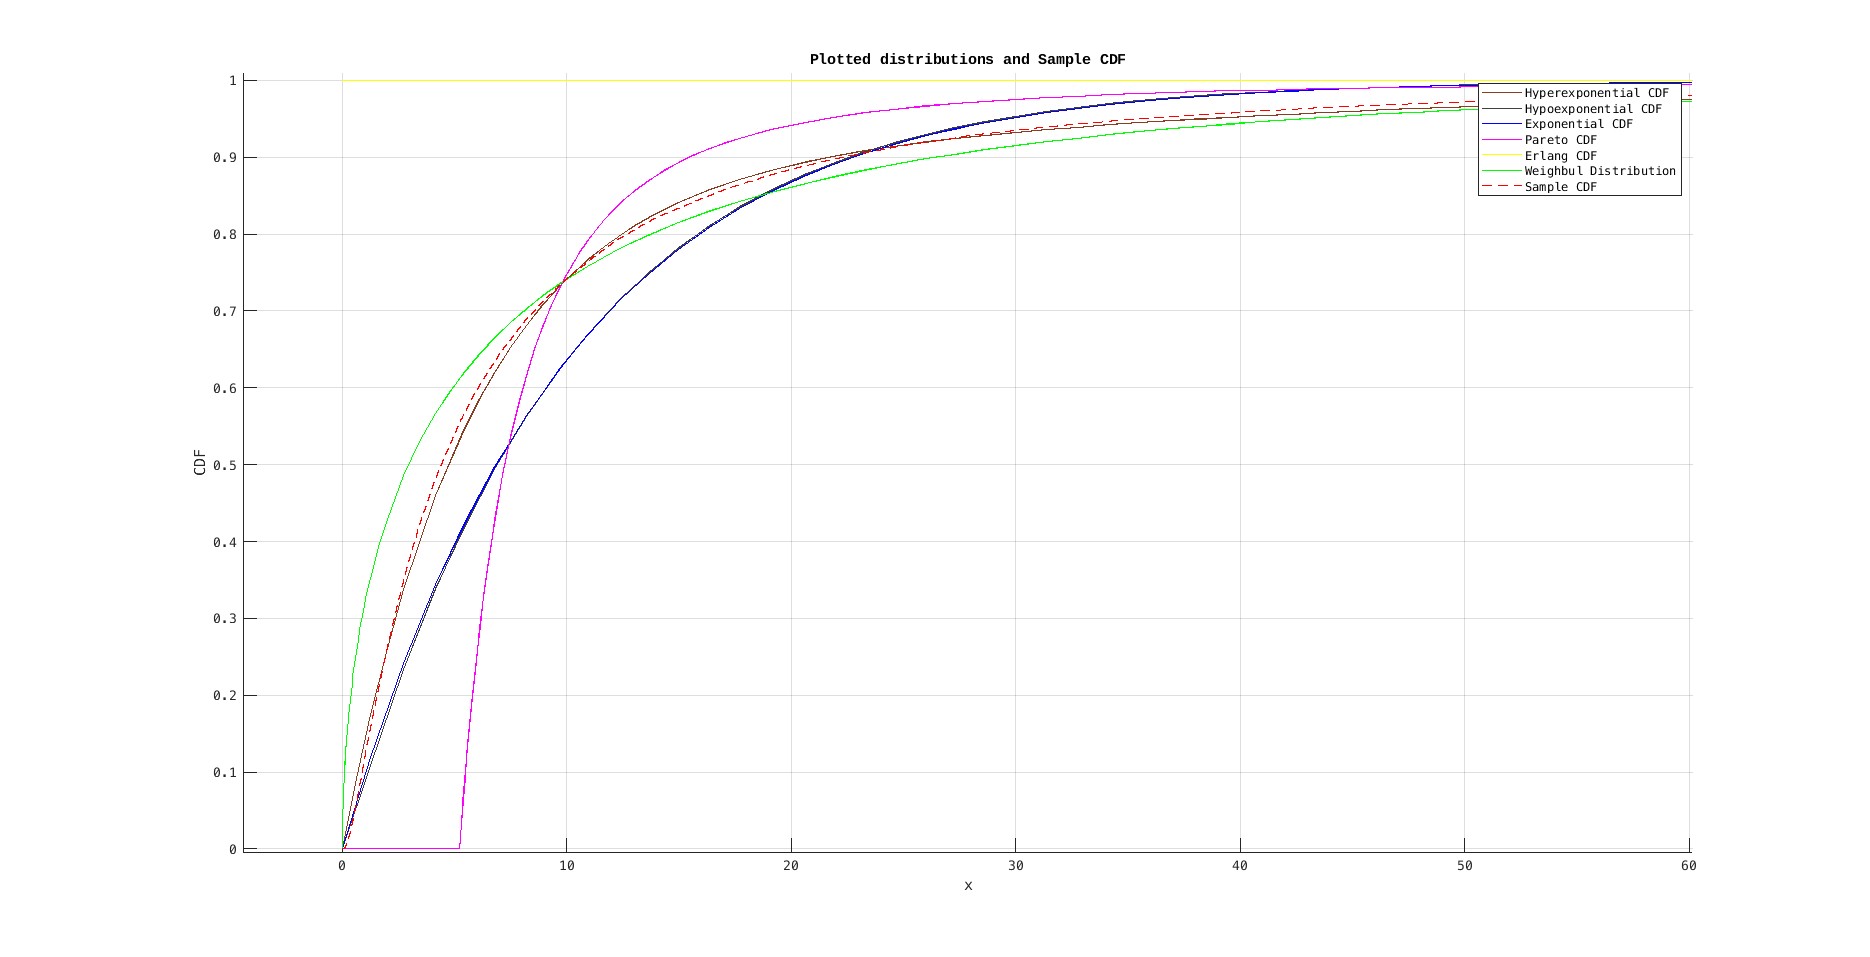 Plotted distributions and Sample CDF
1
0.9
0.8
0.7
0.6
0.5
0.4
0.3
0.2
0.1
0
CDF
Hyperexponential CDF
Hypoexponential CDF
Exponential CDF
Pareto CDF
Erlang CDF
Weighbul Distribution
Sample CDF
0 10 20 30 40 50 60
x